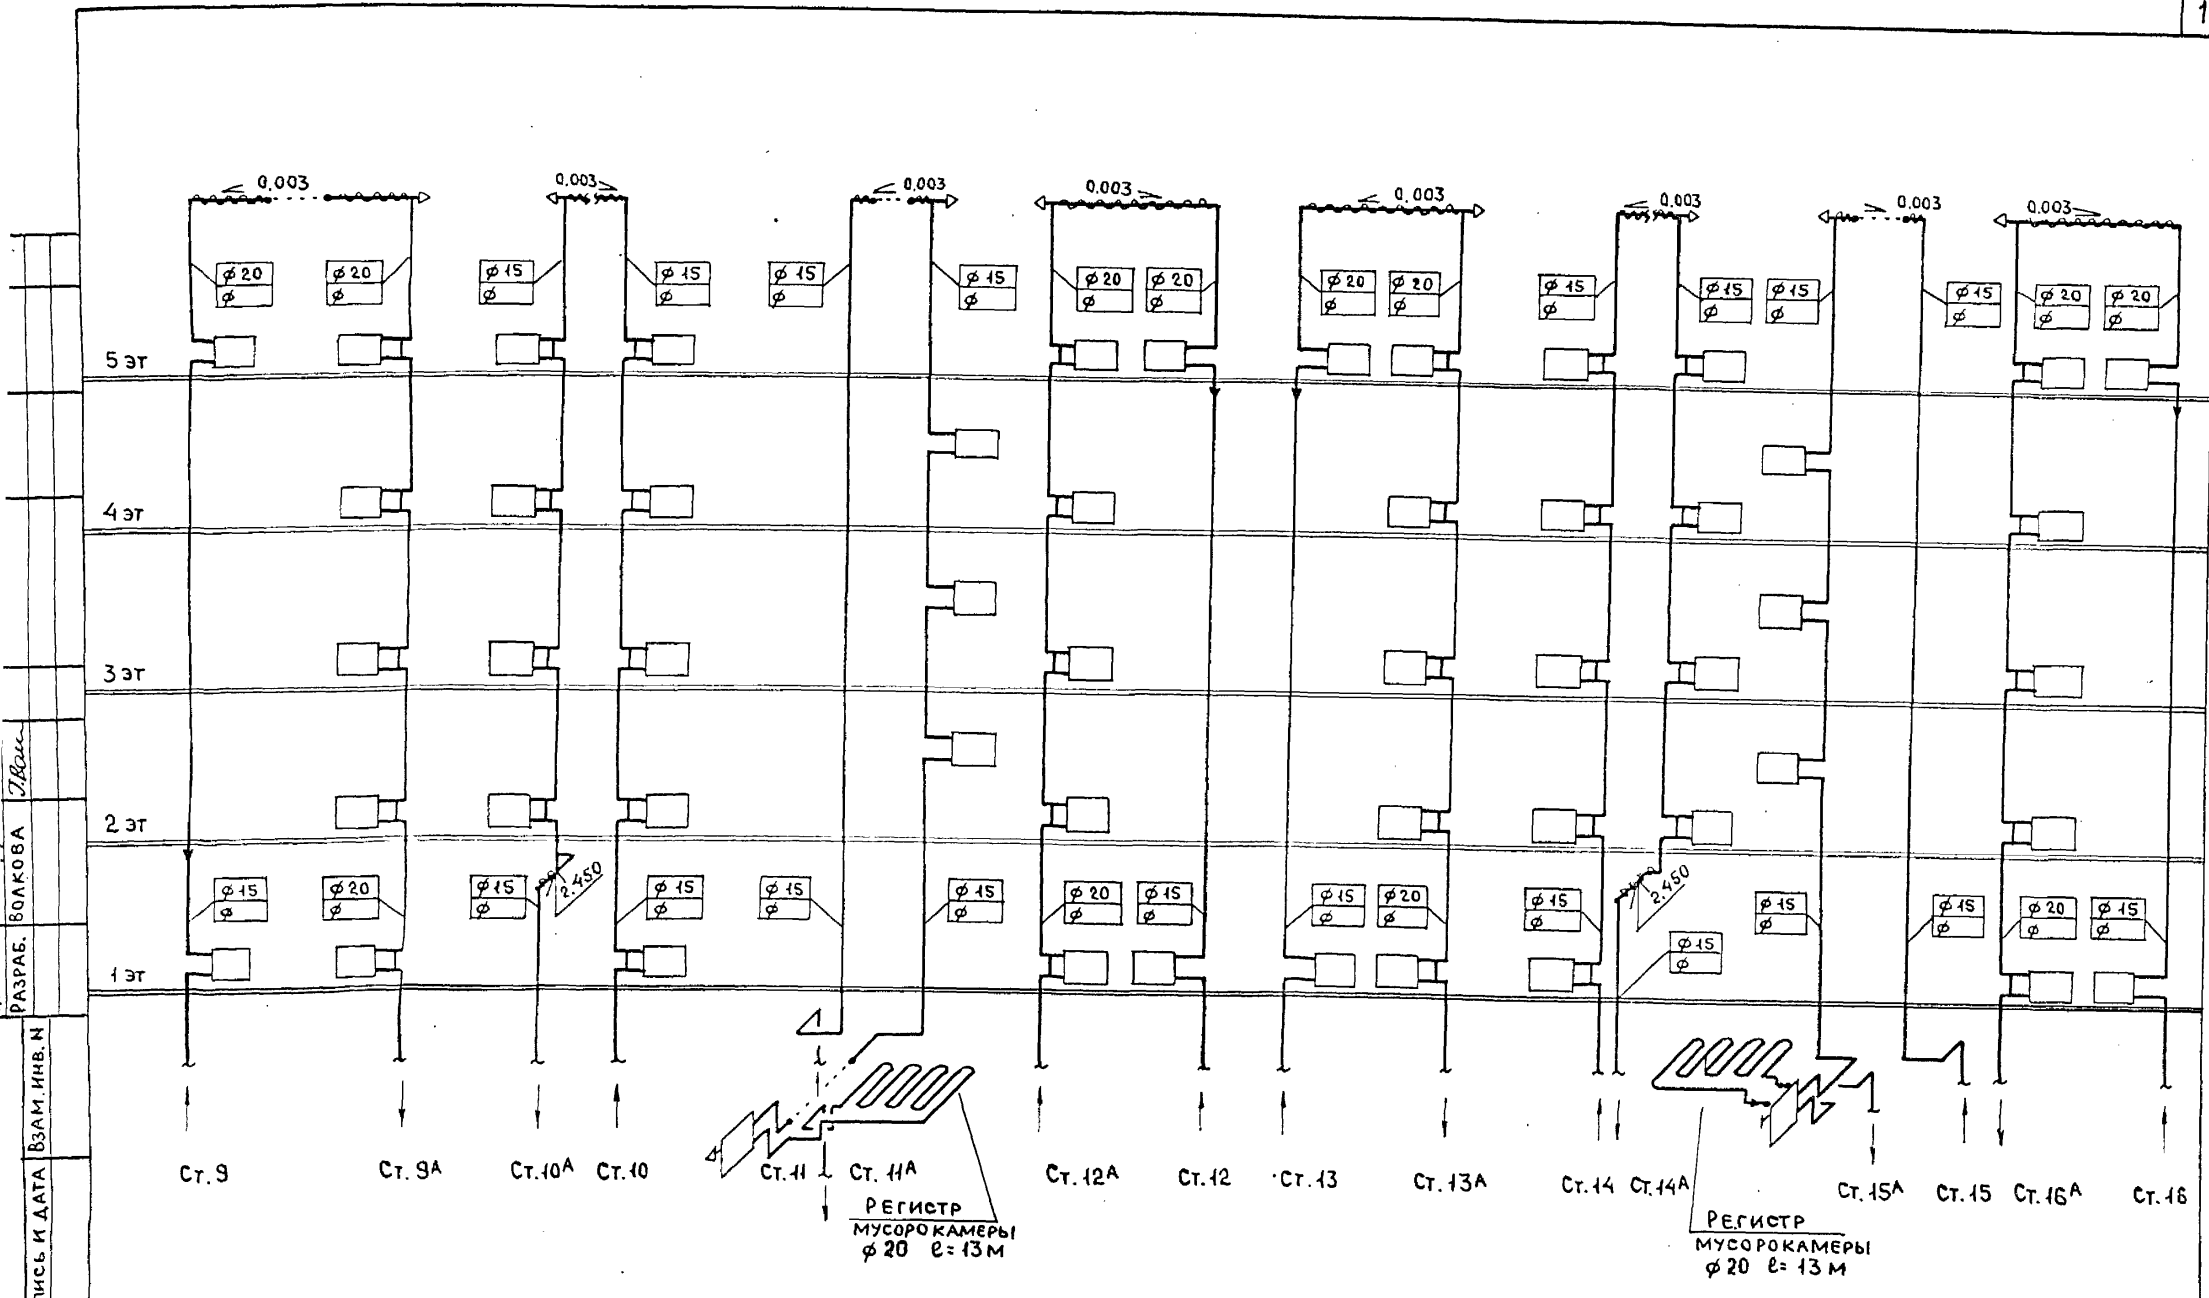 1
0.003
0.003
0.003
0.003
0.003
0.003
0.003
0.003
φ 20
φ
φ 20
φ
φ 15
φ
φ 15
φ
φ 15
φ
φ 15
φ
φ 20
φ
φ 20
φ
φ 20
φ
φ 20
φ
φ 15
φ
φ 15
φ
φ 15
φ
φ 15
φ
φ 20
φ
φ 20
φ
5 эт
4 эт
3 эт
2 эт
1 эт
2.450
2.450
φ 15
φ
φ 20
φ
φ 15
φ
φ 15
φ
φ 15
φ
φ 15
φ
φ 20
φ
φ 15
φ
φ 15
φ
φ 20
φ
φ 15
φ
φ 15
φ
φ 15
φ
φ 15
φ
φ 20
φ
φ 15
φ
Ст. 9
Ст. 9А
Ст.10А
Ст. 10
Ст. 11
Ст. 11А
Ст. 12А
Ст. 12
Ст. 13
Ст. 13А
Ст. 14
Ст. 14А
Ст. 15А
Ст. 15
Ст. 16А
Ст. 16
РЕГИСТР
МУСОРОКАМЕРЫ
φ 20 ℓ= 13 М
РЕГИСТР
МУСОРОКАМЕРЫ
φ 20 ℓ= 13 М
РАЗРАБ. ВОЛКОВА
ВЗАМ. ИНВ. N
И ДАТА